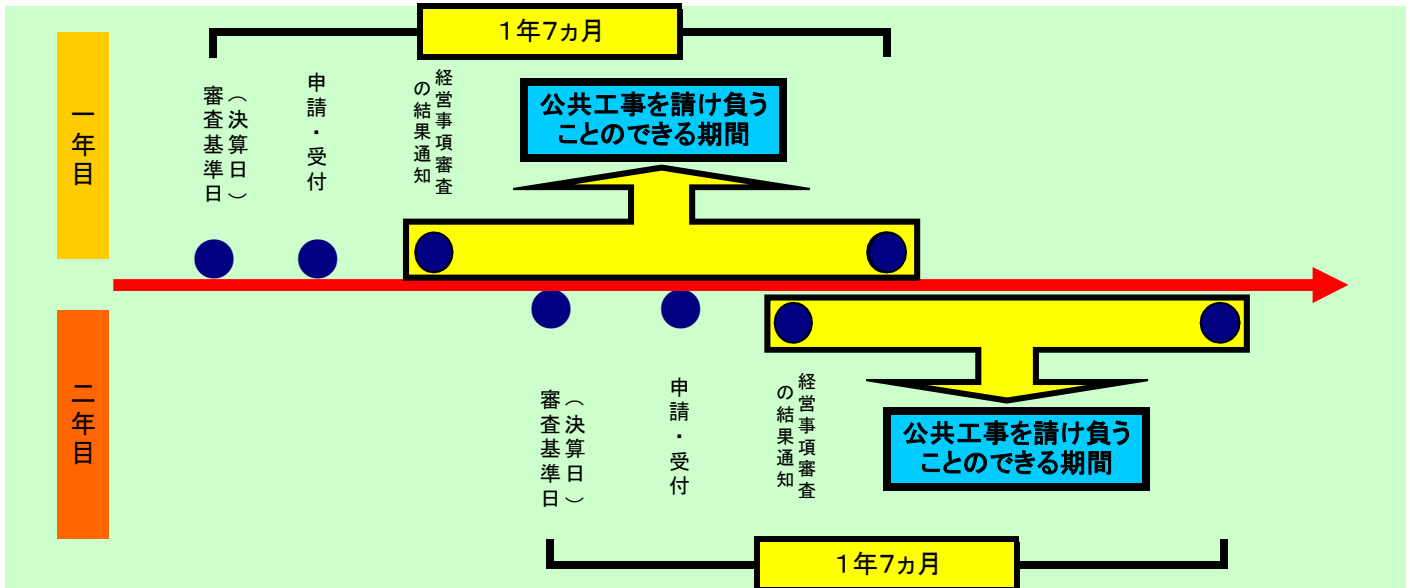 1年7ヵ月
一年目
審査基準日
（決算日）
申請・受付
経営事項審査
の結果通知
公共工事を請け負う
ことのできる期間
二年目
審査基準日
（決算日）
申請・受付
経営事項審査
の結果通知
公共工事を請け負う
ことのできる期間
1年7ヵ月